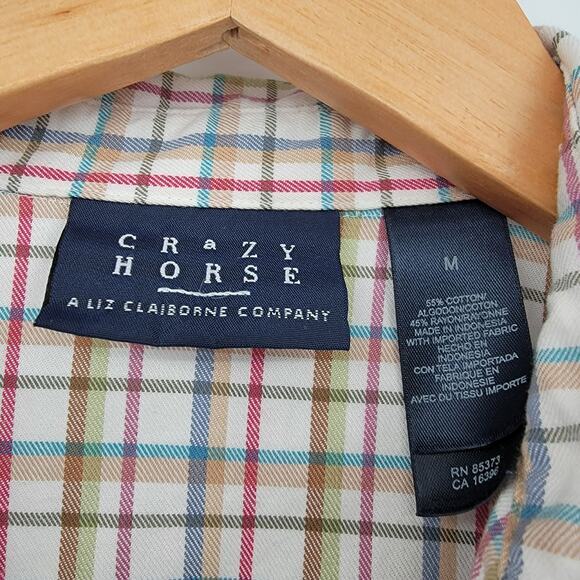 CRaZY
HORSE
A LIZ CLAIBORNE COMPANY
M
55% COTTON/
ALGODON/COTON
45% RAYON/RAYONNE
MADE IN INDONESIA
WITH IMPORTED FABRIC
HECHO EN
INDONESIA
CON TELA IMPORTADA
FABRIQUE EN
INDONESIE
AVEC DU TISSU IMPORTE
RN 85373
CA 16396